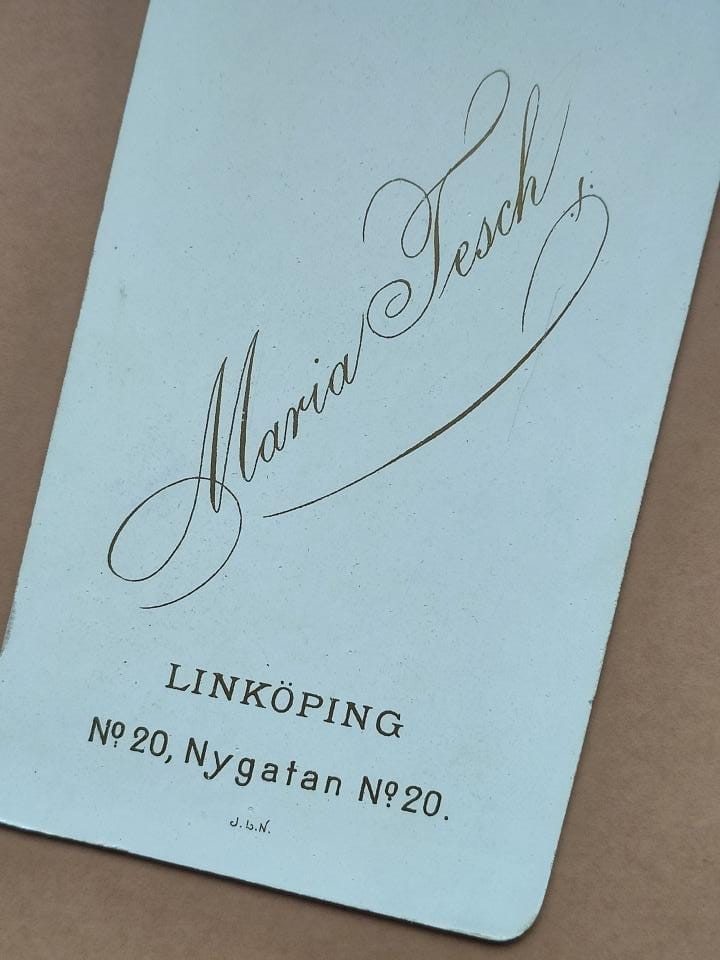 Maria Tesch
LINKÖPING
Nº 20, Nygatan Nº 20.
J. L. N.